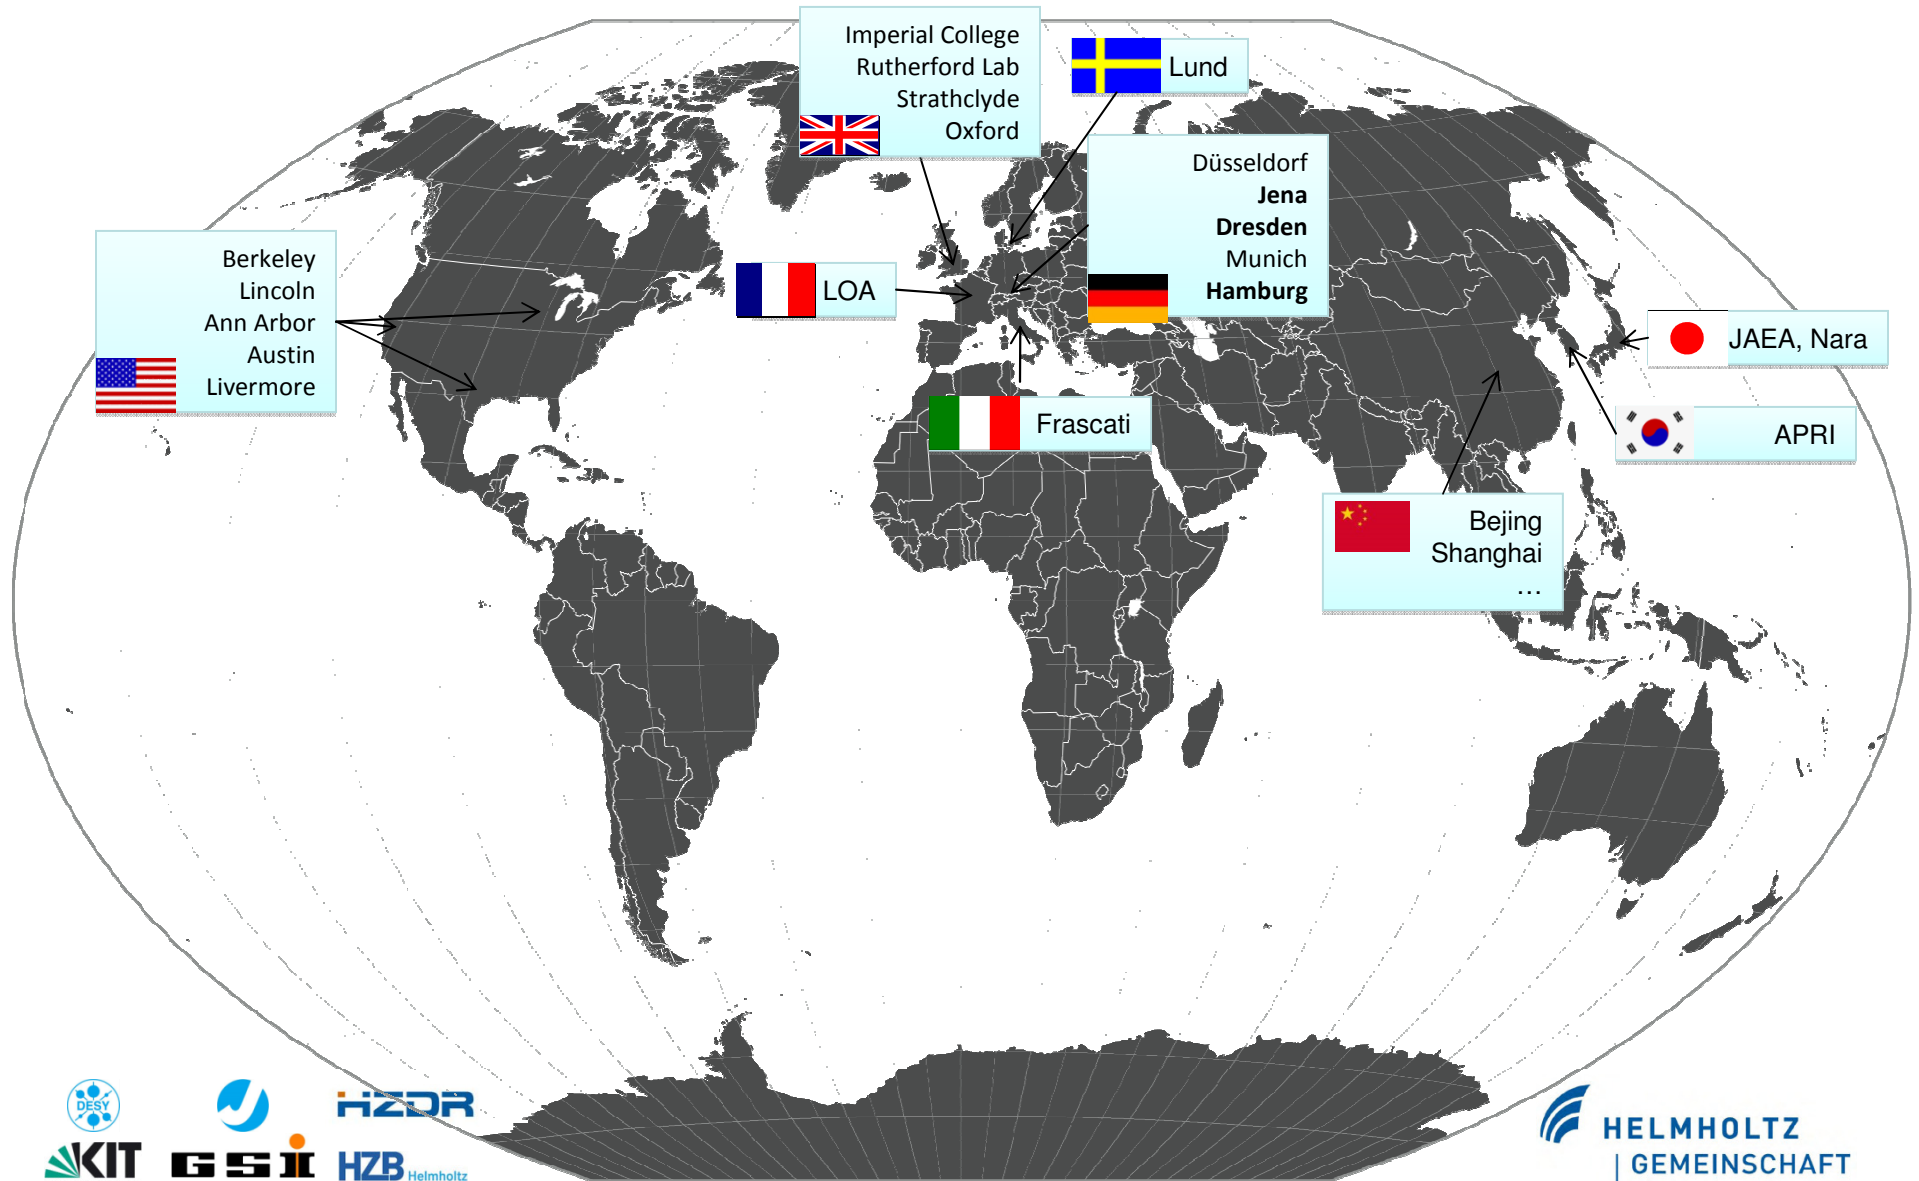 Imperial College
Rutherford Lab
Strathclyde
Oxford
Lund
Düsseldorf
Jena
Dresden
Munich
Hamburg
Berkeley
Lincoln
Ann Arbor
Austin
Livermore
LOA
JAEA, Nara
Frascati
APRI
Bejing
Shanghai
...
DESY
HZDR
KIT
GSI
HZB Helmholtz
HELMHOLTZ
| GEMEINSCHAFT